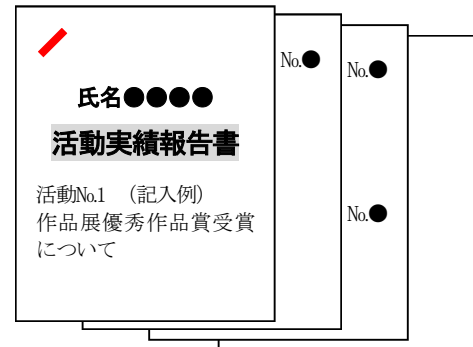 氏名●●●●
活動実績報告書
活動№1 （記入例）
作品展優秀作品賞受賞
について
№●
№●
№●